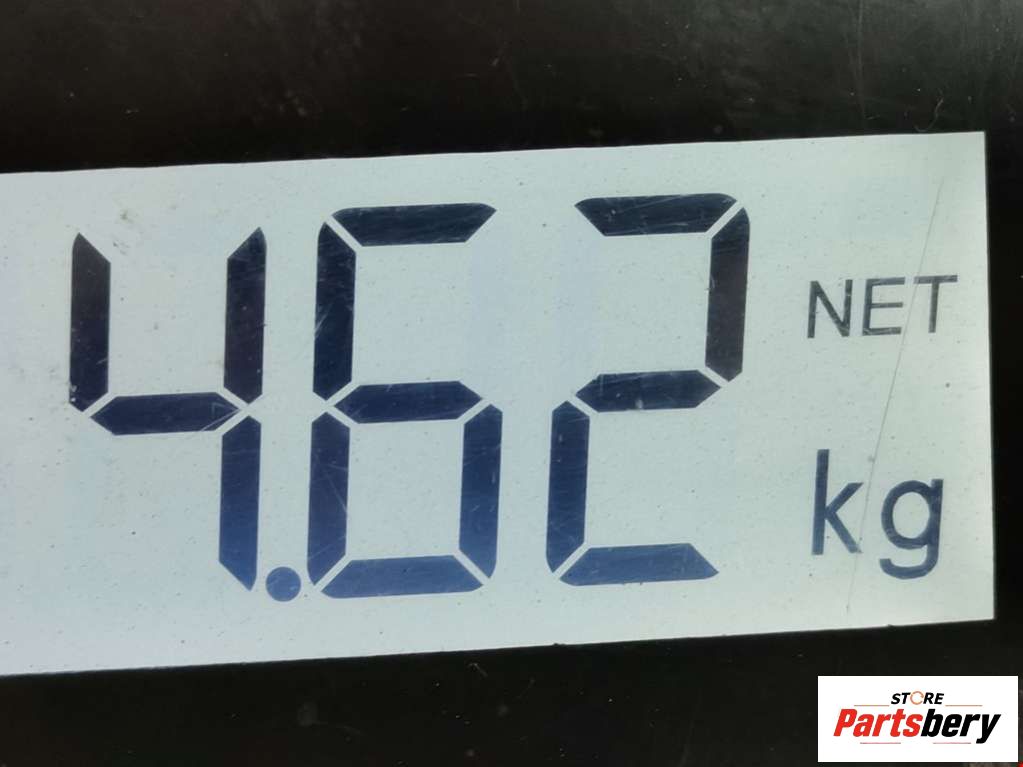 4.62
NET
kg
STORE
Partsbery